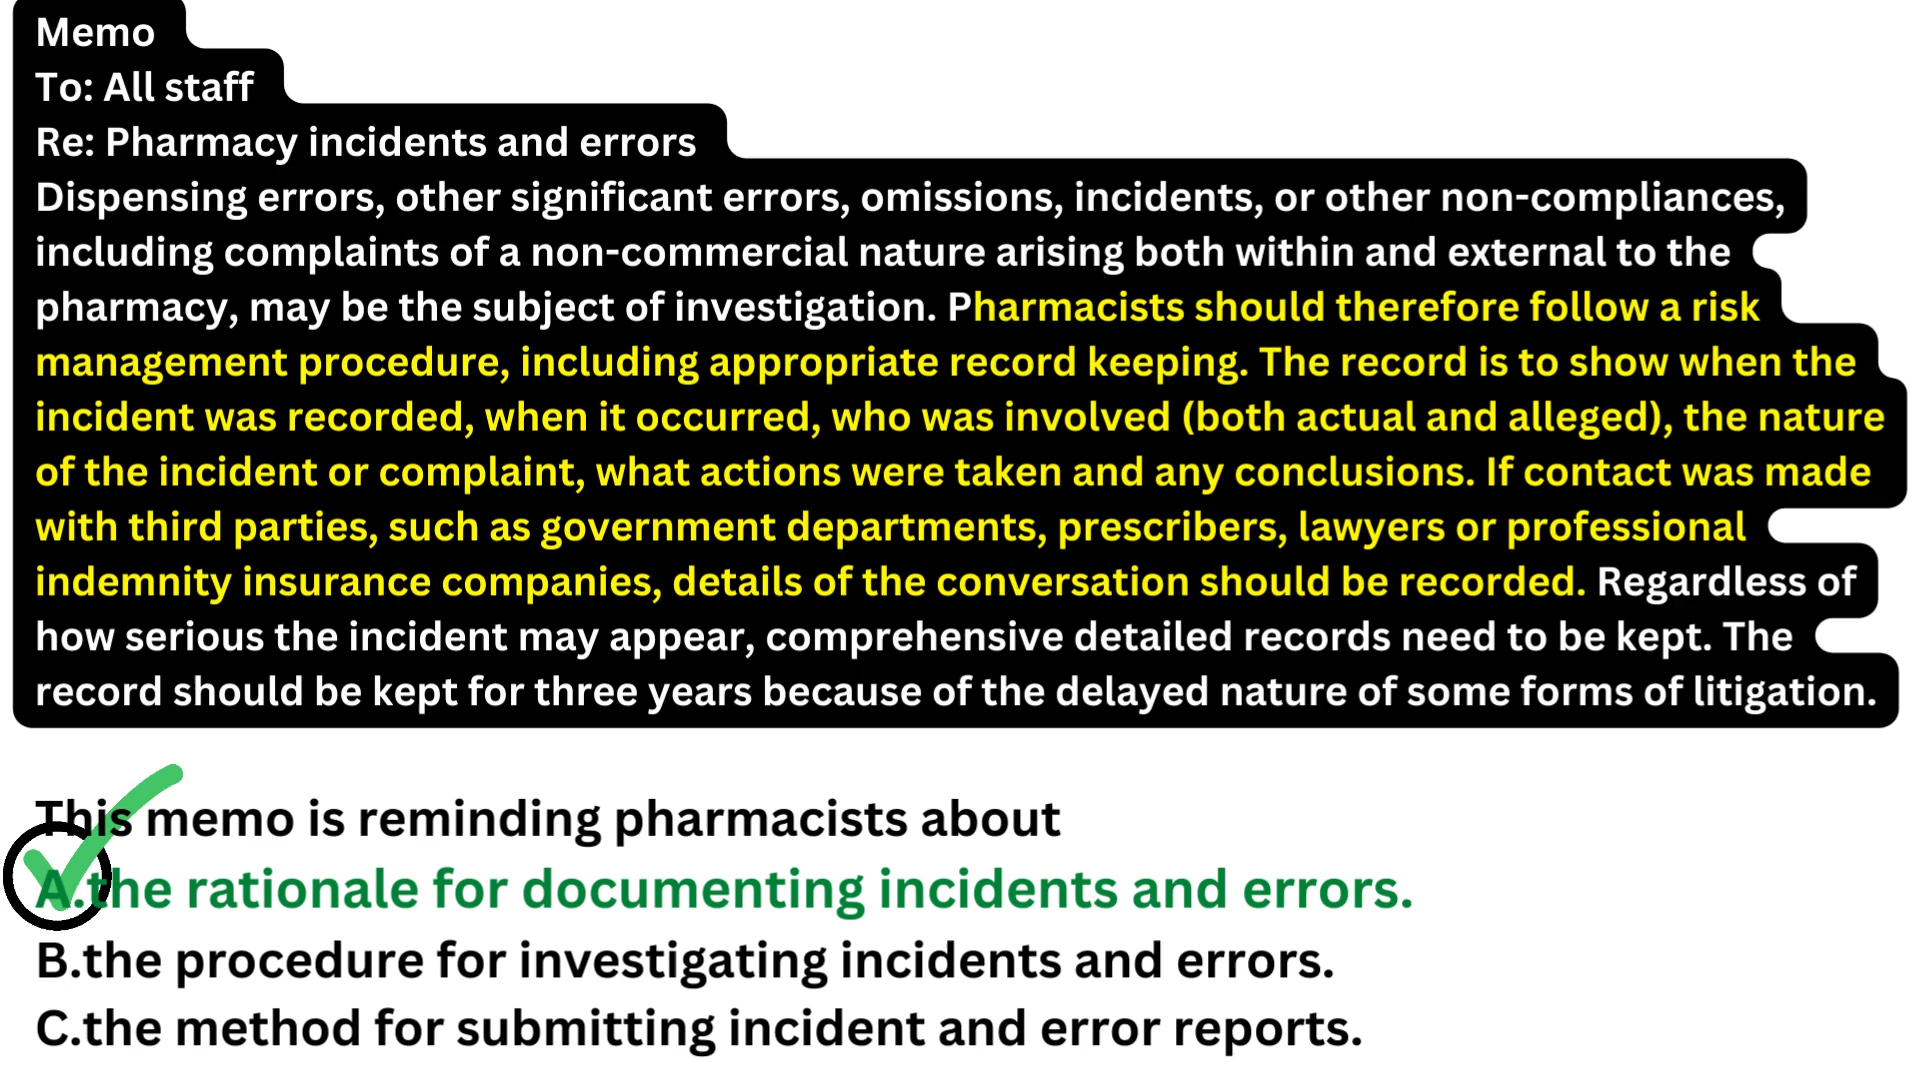 Memo
To: All staff
Re: Pharmacy incidents and errors
Dispensing errors, other significant errors, omissions, incidents, or other non-compliances,
including complaints of a non-commercial nature arising both within and external to the
pharmacy, may be the subject of investigation. Pharmacists should therefore follow a risk
management procedure, including appropriate record keeping. The record is to show when the
incident was recorded, when it occurred, who was involved (both actual and alleged), the nature
of the incident or complaint, what actions were taken and any conclusions. If contact was made
with third parties, such as government departments, prescribers, lawyers or professional
indemnity insurance companies, details of the conversation should be recorded. Regardless of
how serious the incident may appear, comprehensive detailed records need to be kept. The
record should be kept for three years because of the delayed nature of some forms of litigation.
This memo is reminding pharmacists about
A.the rationale for documenting incidents and errors.
B.the procedure for investigating incidents and errors.
C.the method for submitting incident and error reports.